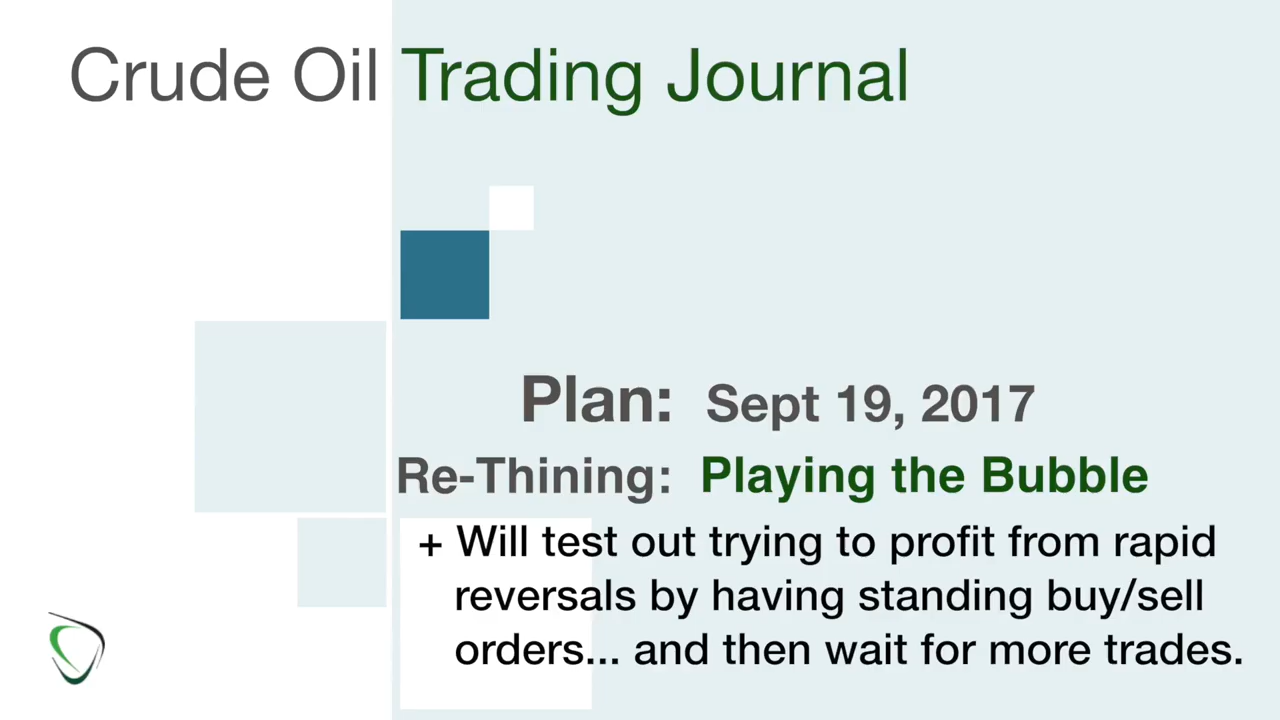 Crude Oil Trading Journal
Plan: Sept 19, 2017
Re-Thining: Playing the Bubble
+ Will test out trying to profit from rapid
reversals by having standing buy/sell
orders... and then wait for more trades.